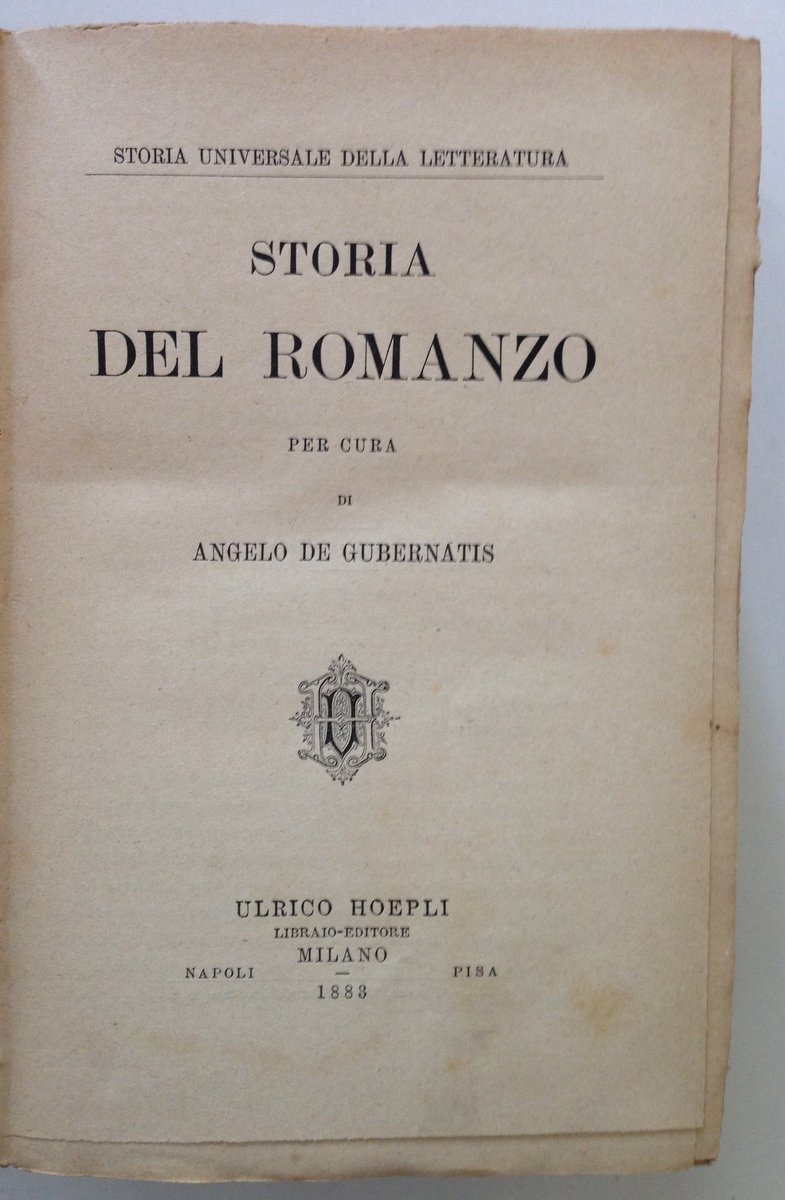 STORIA UNIVERSALE DELLA LETTERATURA
STORIA
DEL ROMANZO
PER CURA
DI
ANGELO DE GUBERNATIS
UH
ULRICO HOEPLI
LIBRAIO-EDITORE
MILANO
NAPOLI — PISA
1883